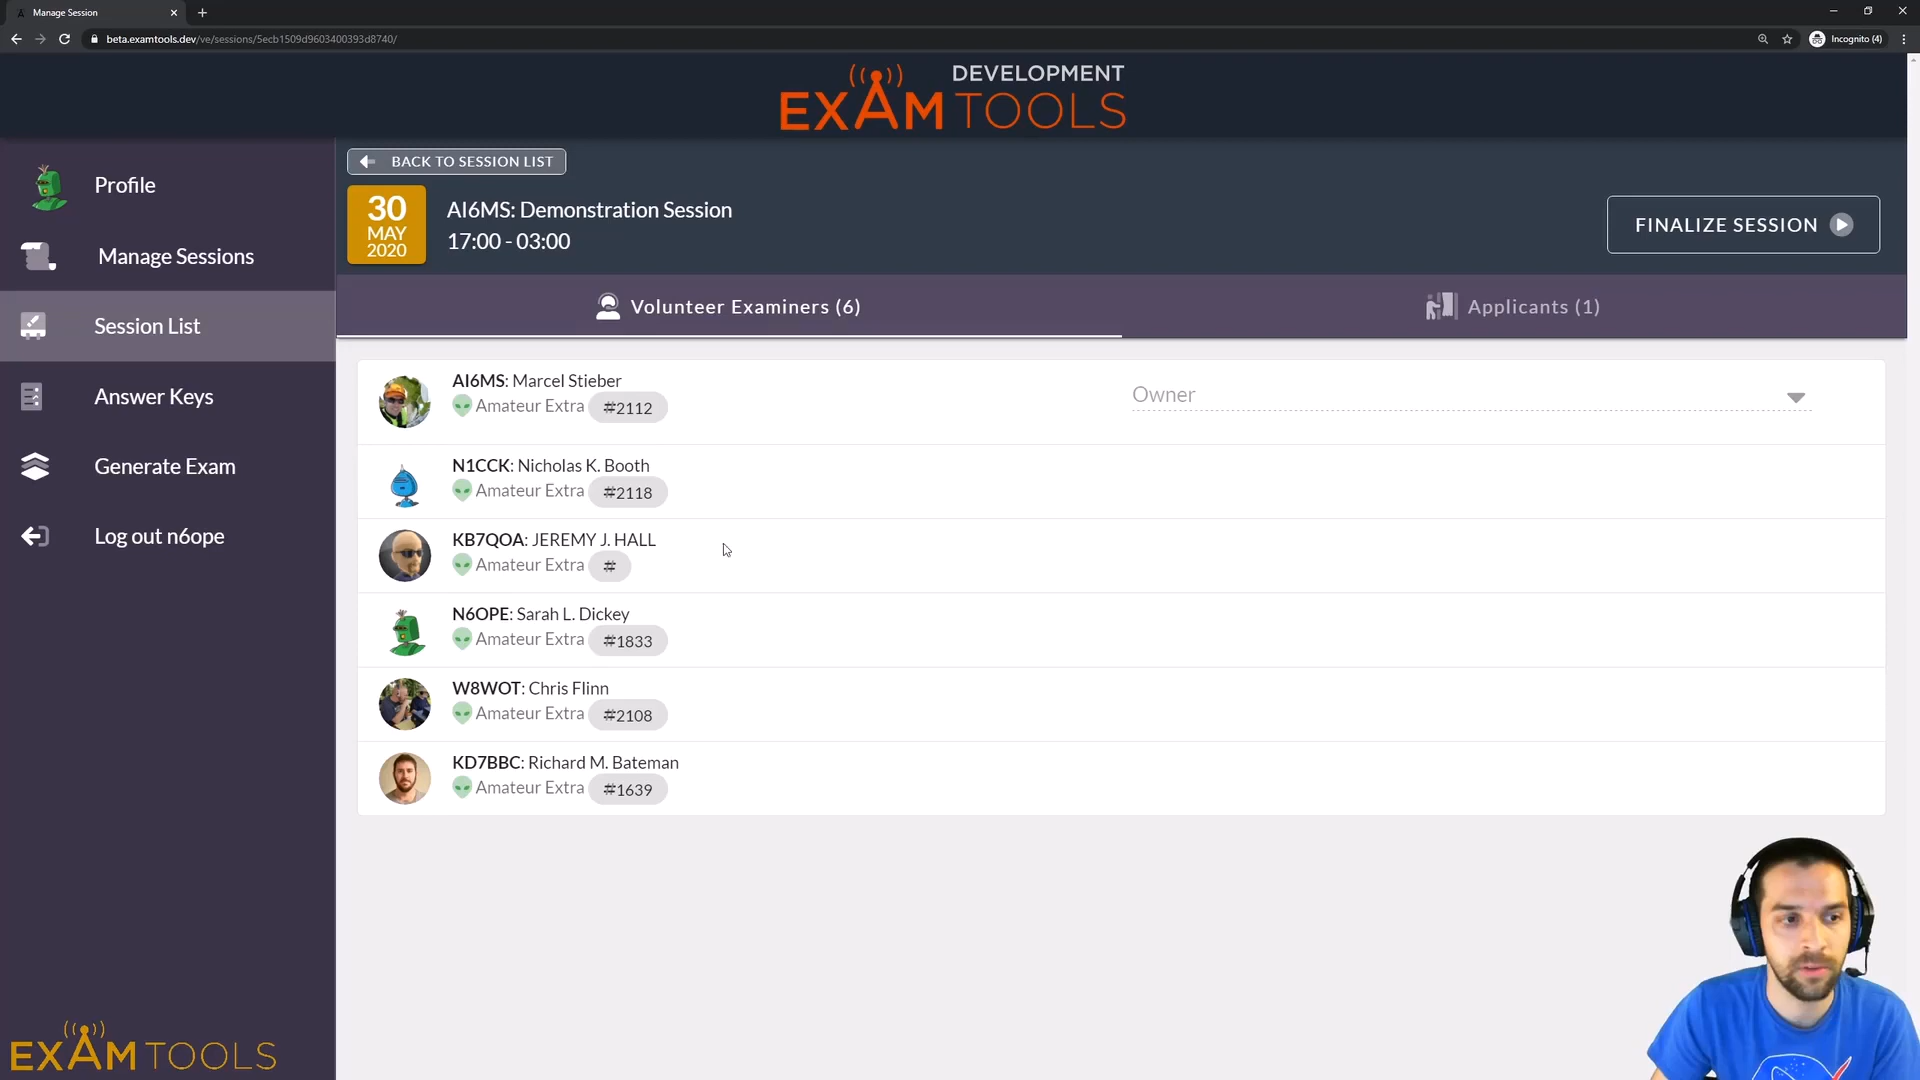 Manage Session
beta.examtools.dev/ve/sessions/5ecb1509d9603400393d8740/
Incognito (4)
DEVELOPMENT
EXAMTOOLS
Profile
Manage Sessions
Session List
Answer Keys
Generate Exam
Log out n6ope
BACK TO SESSION LIST
30
MAY
2020
AI6MS: Demonstration Session
17:00 - 03:00
FINALIZE SESSION
Volunteer Examiners (6)
Applicants (1)
AI6MS: Marcel Stieber
Amateur Extra #2112
Owner
N1CCK: Nicholas K. Booth
Amateur Extra #2118
KB7QOA: JEREMY J. HALL
Amateur Extra #
N6OPE: Sarah L. Dickey
Amateur Extra #1833
W8WOT: Chris Flinn
Amateur Extra #2108
KD7BBC: Richard M. Bateman
Amateur Extra #1639
EXAMTOOLS